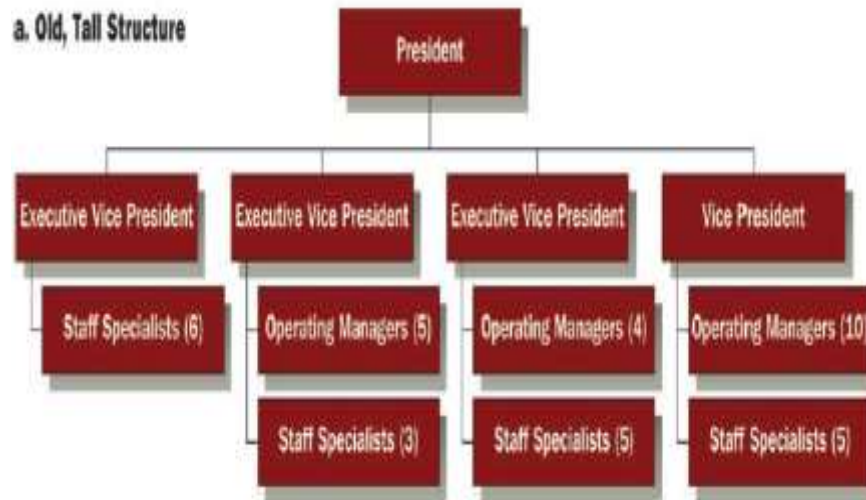 a. Old, Tall Structure
President
Executive Vice President
Executive Vice President
Executive Vice President
Vice President
Staff Specialists (6)
Operating Managers (5)
Operating Managers (4)
Operating Managers (10)
Staff Specialists (3)
Staff Specialists (5)
Staff Specialists (5)